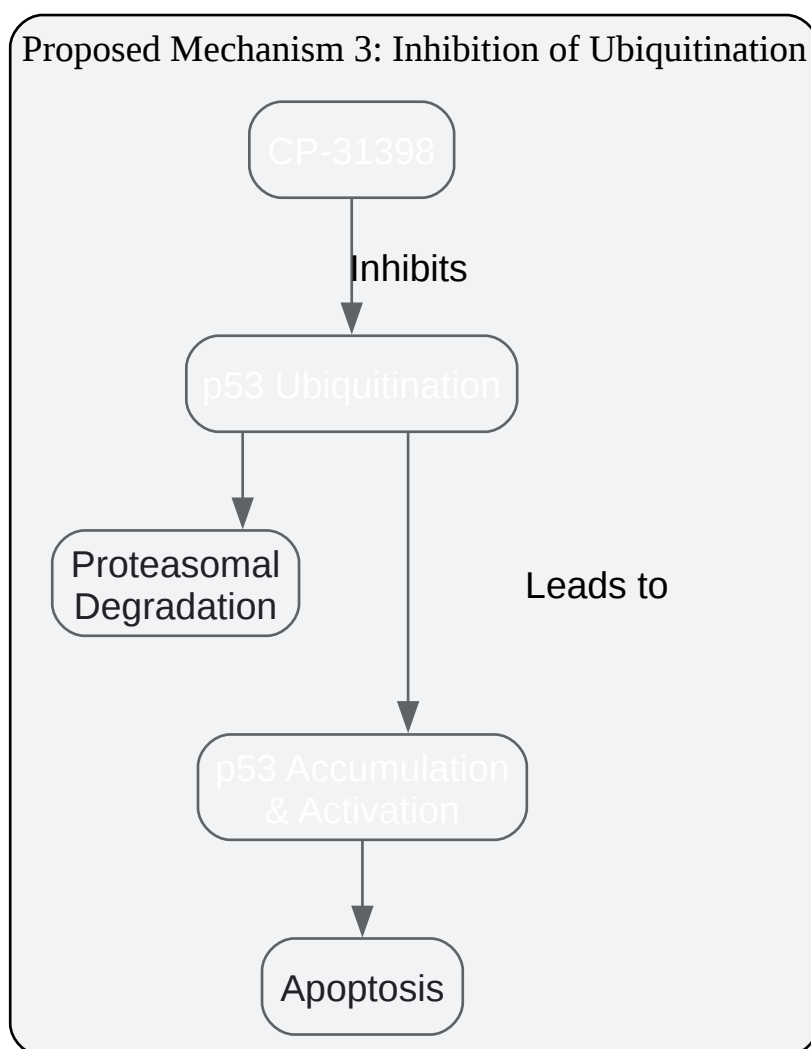 Proposed Mechanism 3: Inhibition of Ubiquitination
CP-31398
Inhibits
p53 Ubiquitination
Proteasomal
Degradation
Leads to
p53 Accumulation
& Activation
Apoptosis